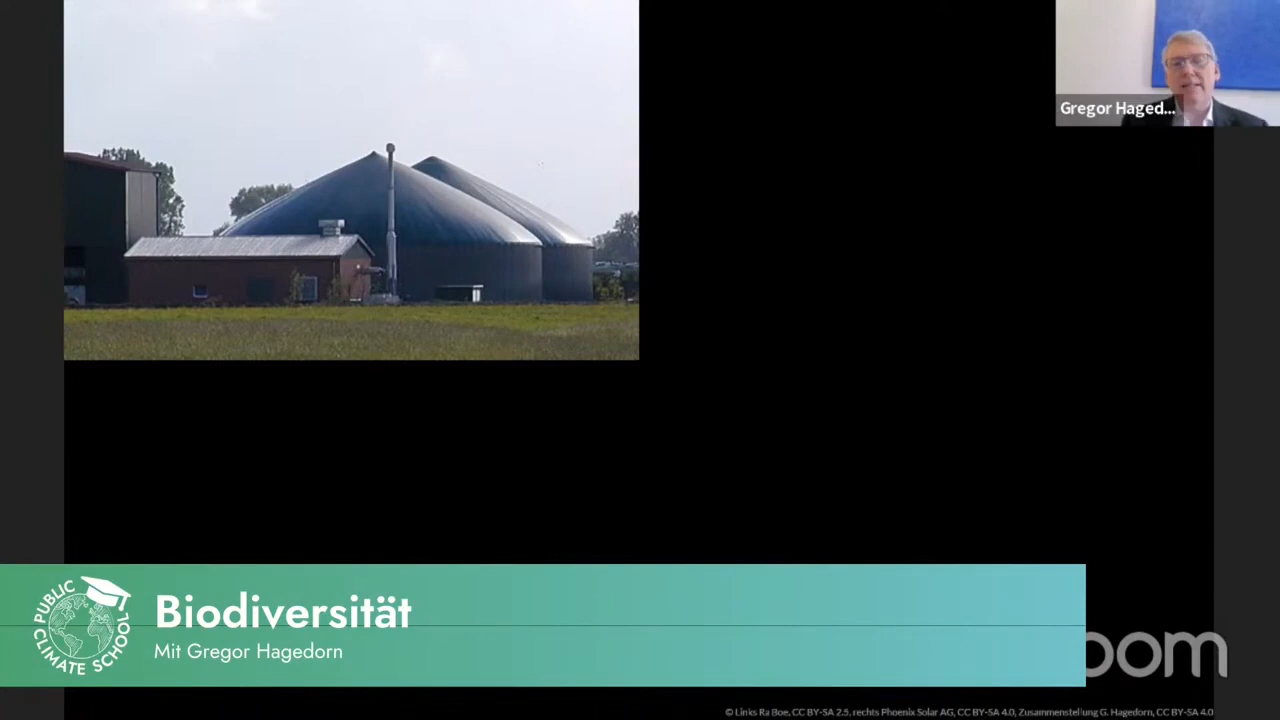 Gregor Haged...
PUBLIC
CLIMATE SCHOOL
Biodiversität
Mit Gregor Hagedorn
oom
© Links Ra Boe, CC BY-SA 2.5, rechts Phoenix Solar AG, CC BY-SA 4.0, Zusammenstellung G. Hagedorn, CC BY-SA 4.0